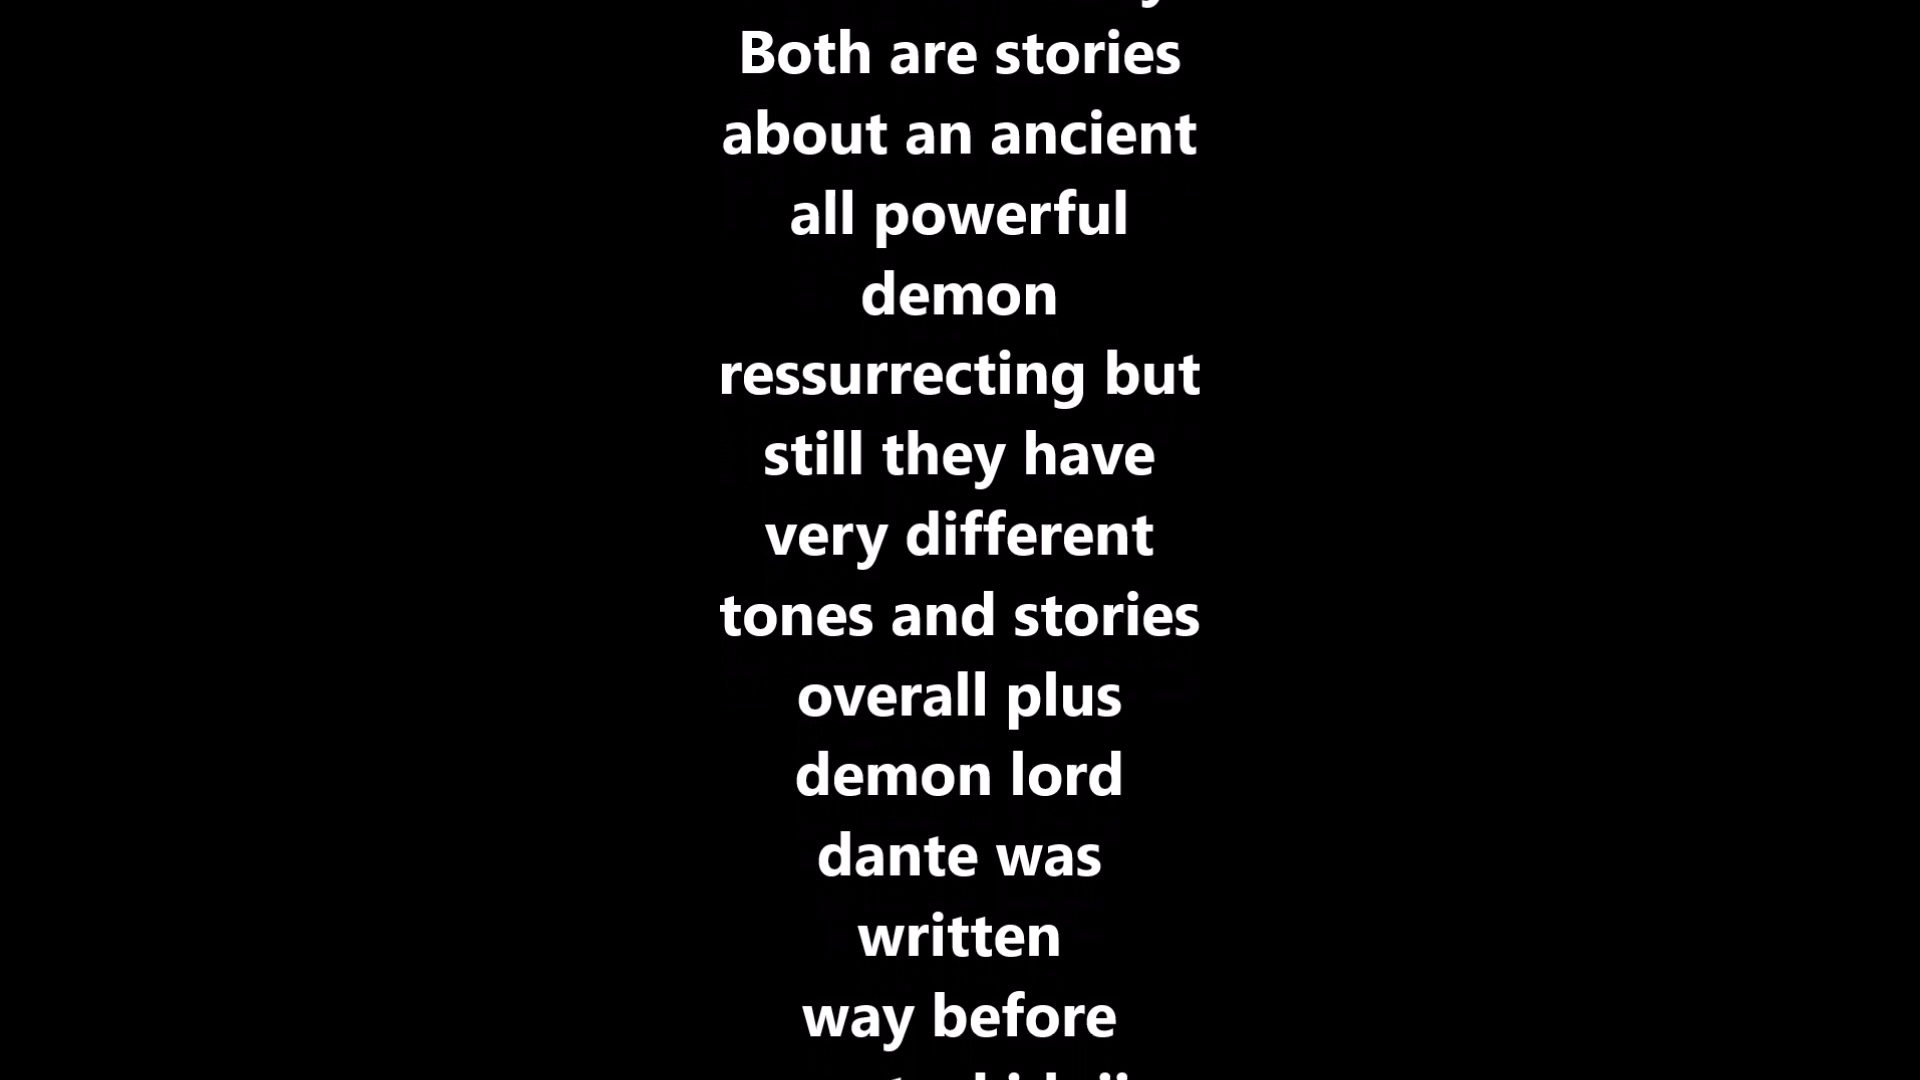 Both are stories
about an ancient
all powerful
demon
ressurrecting but
still they have
very different
tones and stories
overall plus
demon lord
dante was
written
way before